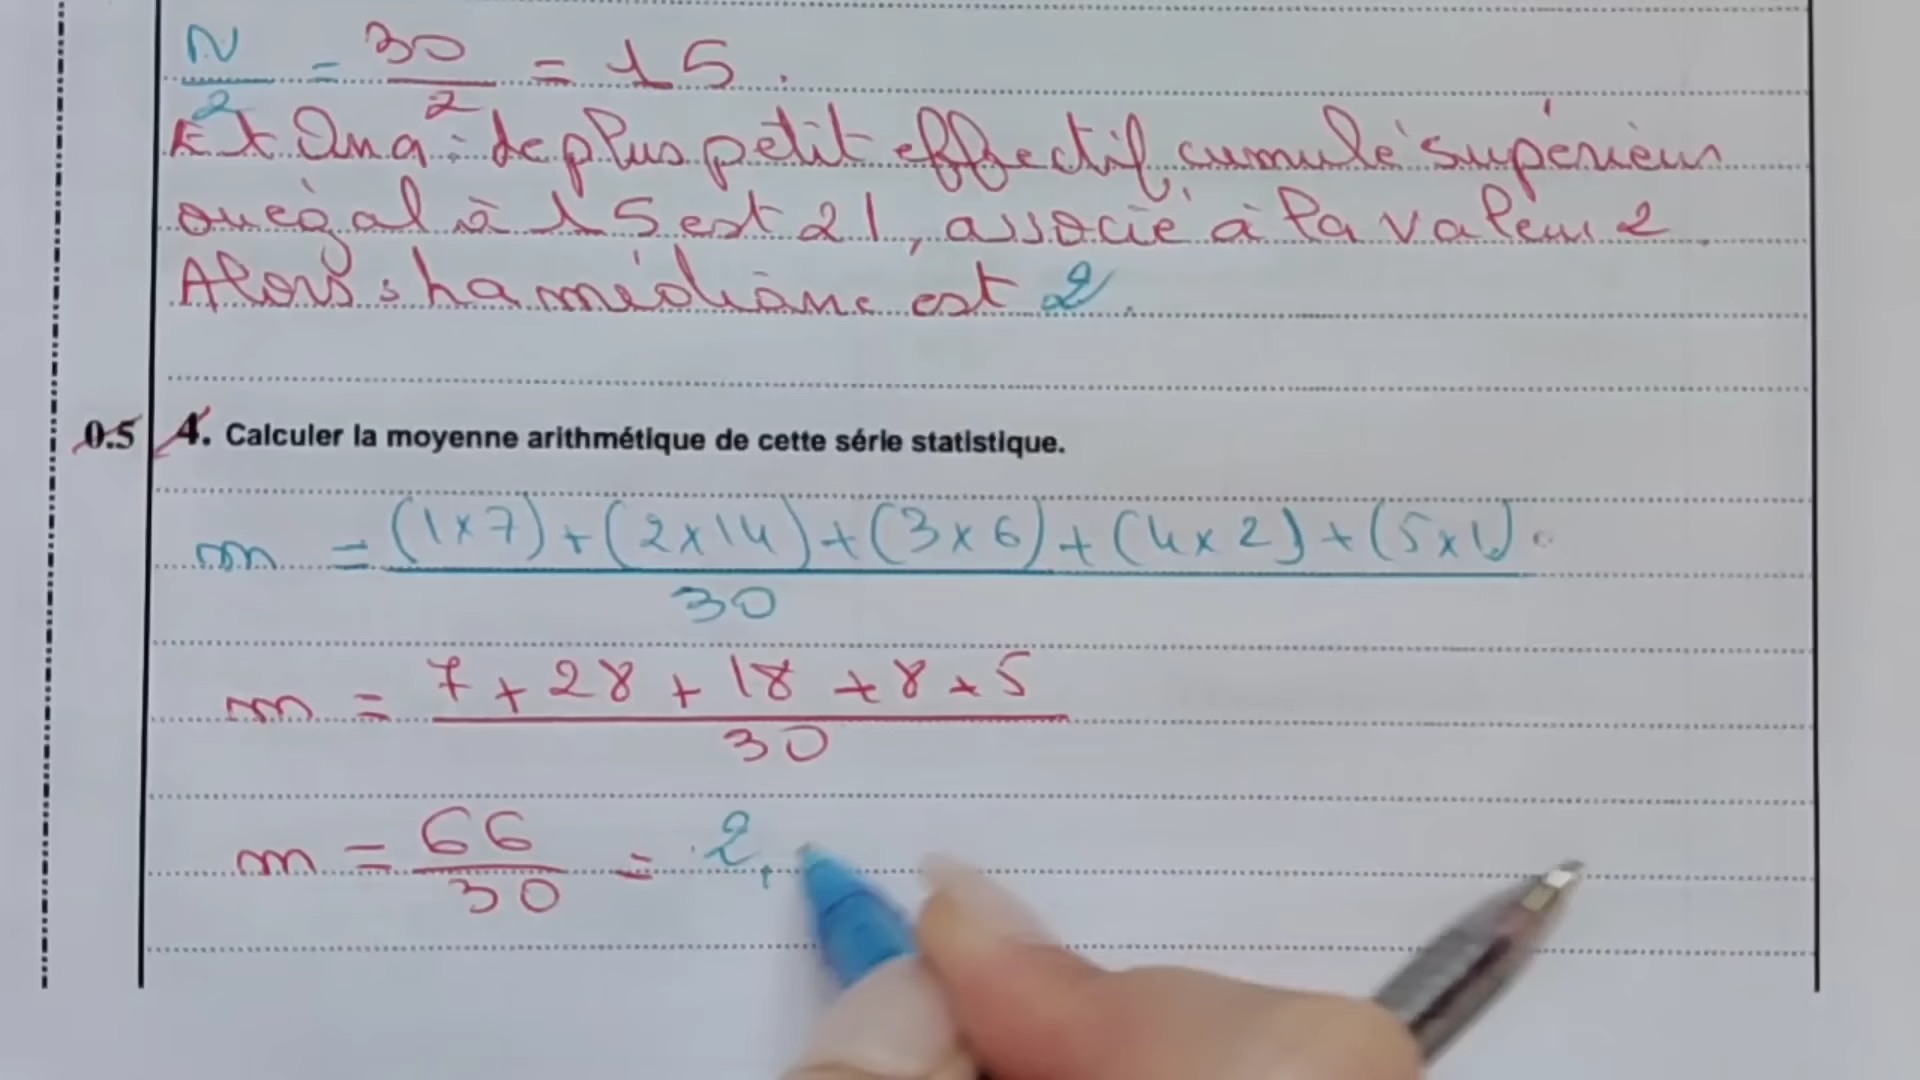 N/2 = 30/2 = 15.
Et On a : le plus petit effectif cumulé supérieur
ou égal à 15 est 21, associé à la valeur 2.
Alors : la médiane est 2.
0.5 4. Calculer la moyenne arithmétique de cette série statistique.
m = (1×7)+(2×14)+(3×6)+(4×2)+(5×1)
30
m = 7+28+18+8+5
30
m = 66/30 = 2,